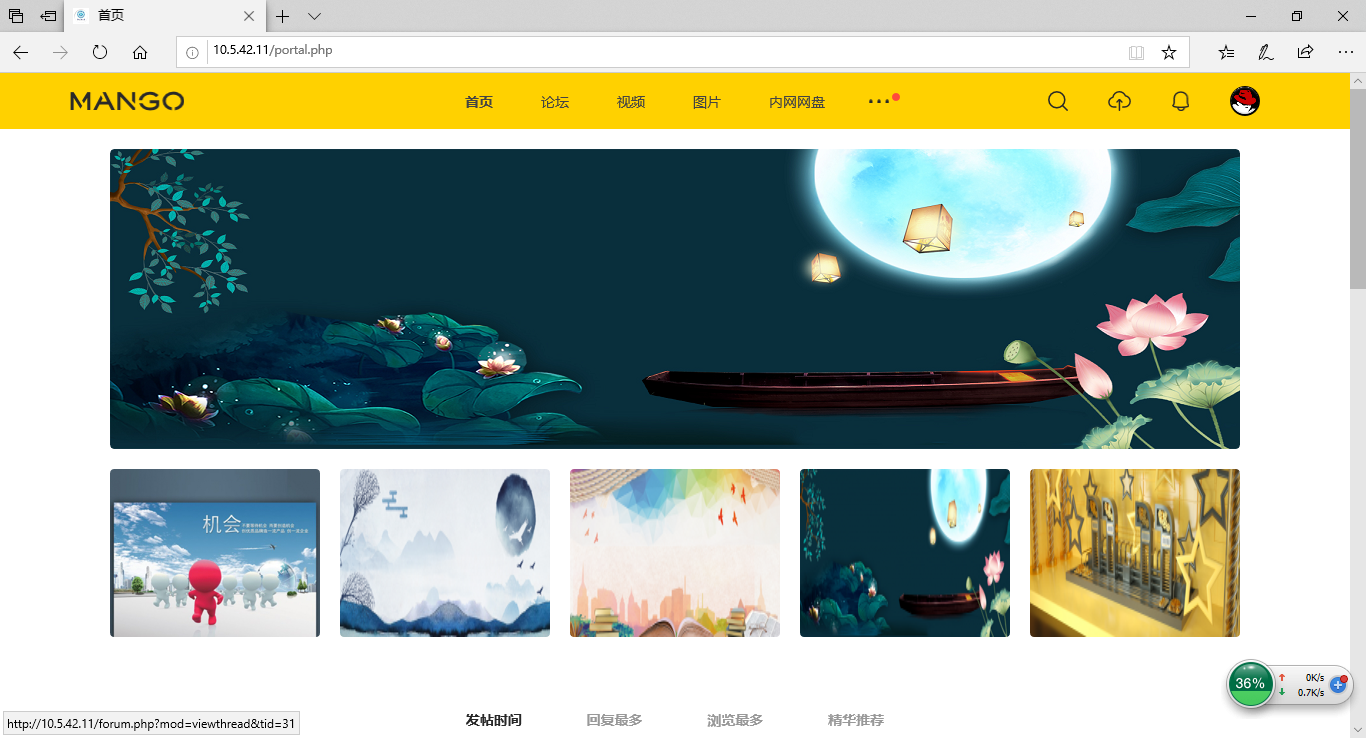 首页
10.5.42.11/portal.php
MANGO
首页 论坛 视频 图片 内网网盘
机会
36%
0K/s
0.7K/s
发帖时间 回复最多 浏览最多 精华推荐
http://10.5.42.11/forum.php?mod=viewthread&tid=31